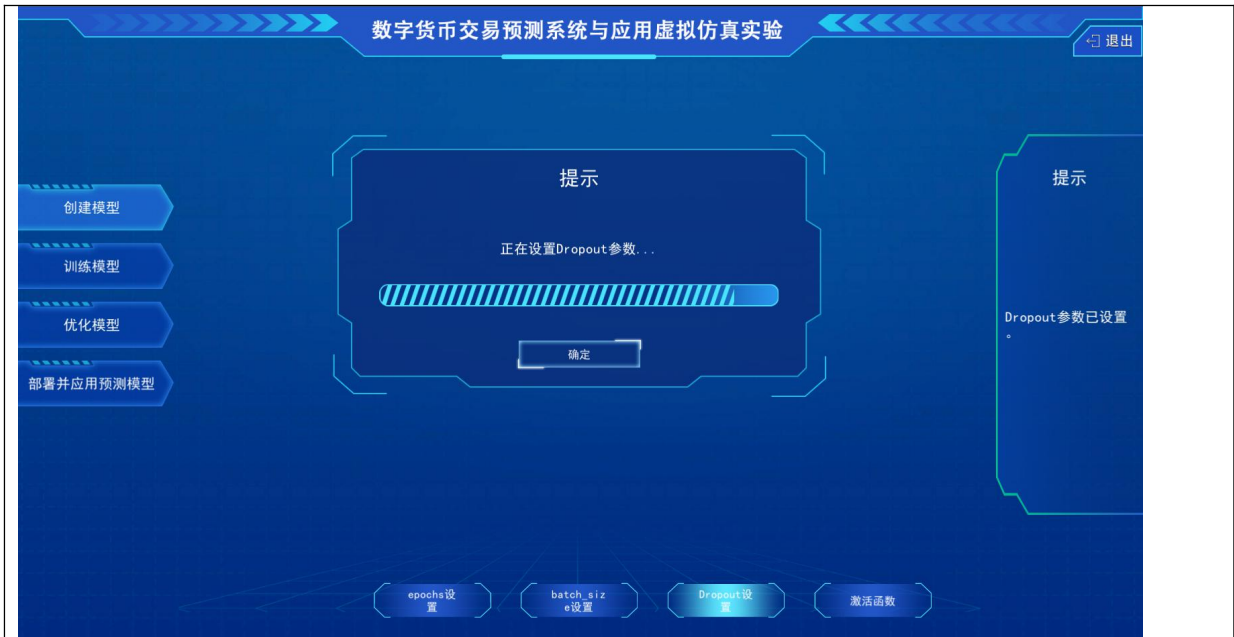 数字货币交易预测系统与应用虚拟仿真实验
退出
创建模型
训练模型
优化模型
部署并应用预测模型
提示
正在设置Dropout参数...
确定
提示
Dropout参数已设置
。
epochs设
置
batch_siz
e设置
Dropout设
置
激活函数